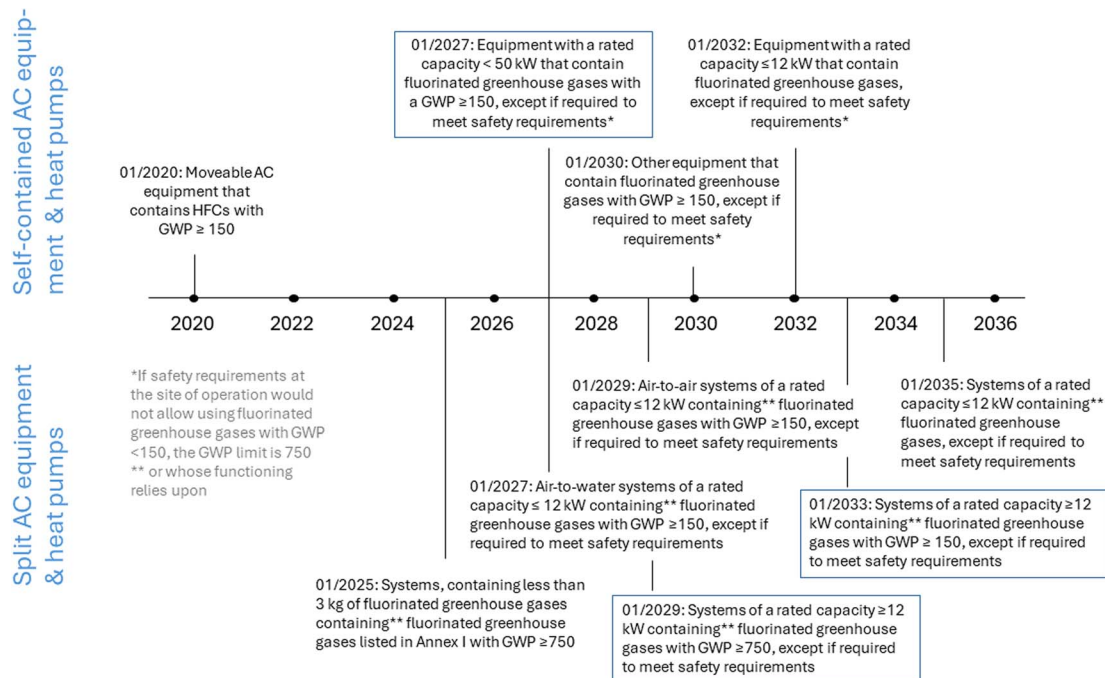 Self-contained AC equip-
ment & heat pumps
01/2020: Moveable AC
equipment that
contains HFCs with
GWP ≥ 150
01/2027: Equipment with a rated
capacity < 50 kW that contain
fluorinated greenhouse gases with
a GWP ≥150, except if required to
meet safety requirements*
01/2030: Other equipment that
contain fluorinated greenhouse
gases with GWP ≥ 150, except if
required to meet safety
requirements*
01/2032: Equipment with a rated
capacity ≤12 kW that contain
fluorinated greenhouse gases,
except if required to meet safety
requirements*
2020
2022
2024
2026
2028
2030
2032
2034
2036
Split AC equipment
& heat pumps
*If safety requirements at
the site of operation would
not allow using fluorinated
greenhouse gases with GWP
<150, the GWP limit is 750
** or whose functioning
relies upon
01/2025: Systems, containing less than
3 kg of fluorinated greenhouse gases
containing** fluorinated greenhouse
gases listed in Annex I with GWP ≥750
01/2027: Air-to-water systems of a rated
capacity ≤ 12 kW containing** fluorinated
greenhouse gases with GWP ≥150, except if
required to meet safety requirements
01/2029: Air-to-air systems of a rated
capacity ≤12 kW containing** fluorinated
greenhouse gases with GWP ≥150, except
if required to meet safety requirements
01/2029: Systems of a rated capacity ≥12
kW containing** fluorinated greenhouse
gases with GWP ≥750, except if required
to meet safety requirements
01/2033: Systems of a rated capacity ≥12
kW containing** fluorinated greenhouse
gases with GWP ≥ 150, except if required
to meet safety requirements
01/2035: Systems of a rated
capacity ≤12 kW containing**
fluorinated greenhouse
gases, except if required to
meet safety requirements